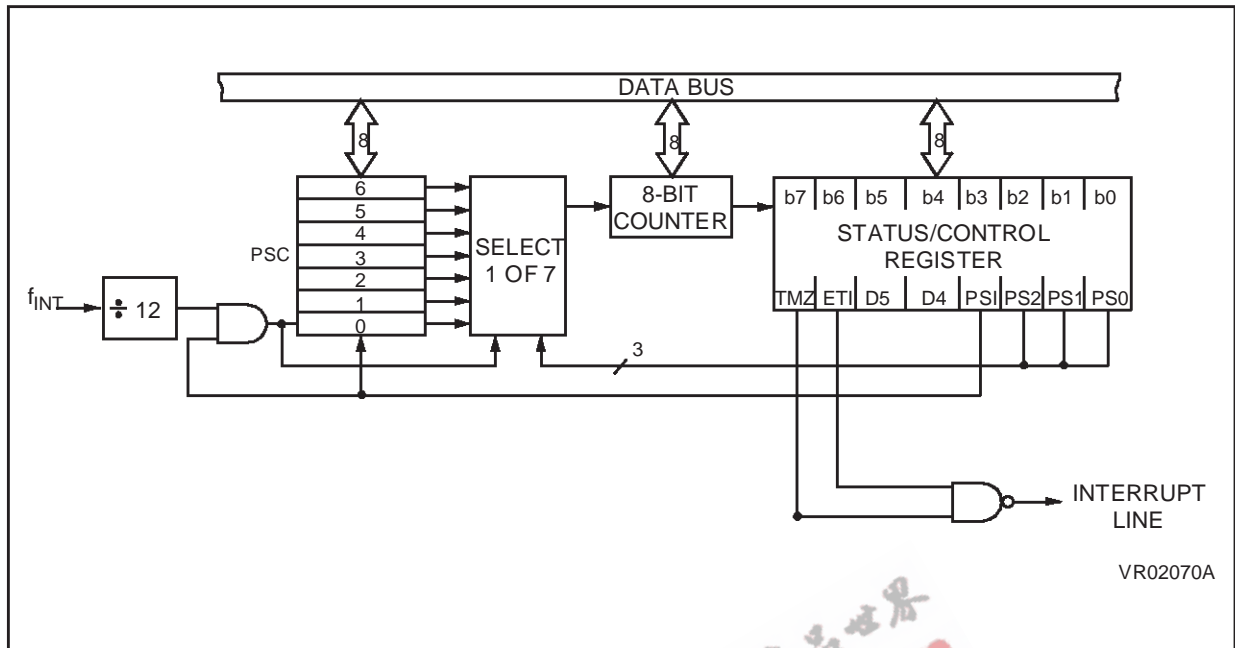 DATA BUS
8 8 8
6
5
4
3
2
1
0
PSC
SELECT
1 OF 7
8-BIT
COUNTER
b7 b6 b5 b4 b3 b2 b1 b0
STATUS/CONTROL
REGISTER
TMZ ETI D5 D4 PSI PS2 PS1 PS0
fINT
÷ 12
3
INTERRUPT
LINE
VR02070A
世界